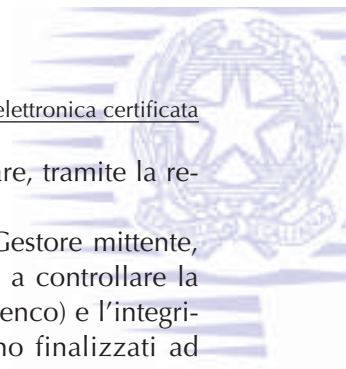 elettronica certificata
are, tramite la re-
Gestore mittente,
a controllare la
enco) e l'integri-
no finalizzati ad